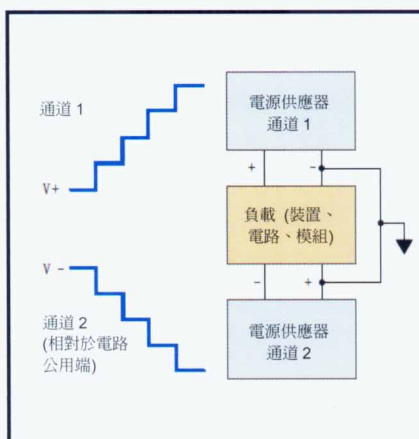 通道 1
V+
V -
通道 2
(相對於電路
公用端)
電源供應器
通道 1
+ -
負載 (裝置、
電路、模組)
- +
電源供應器
通道 2